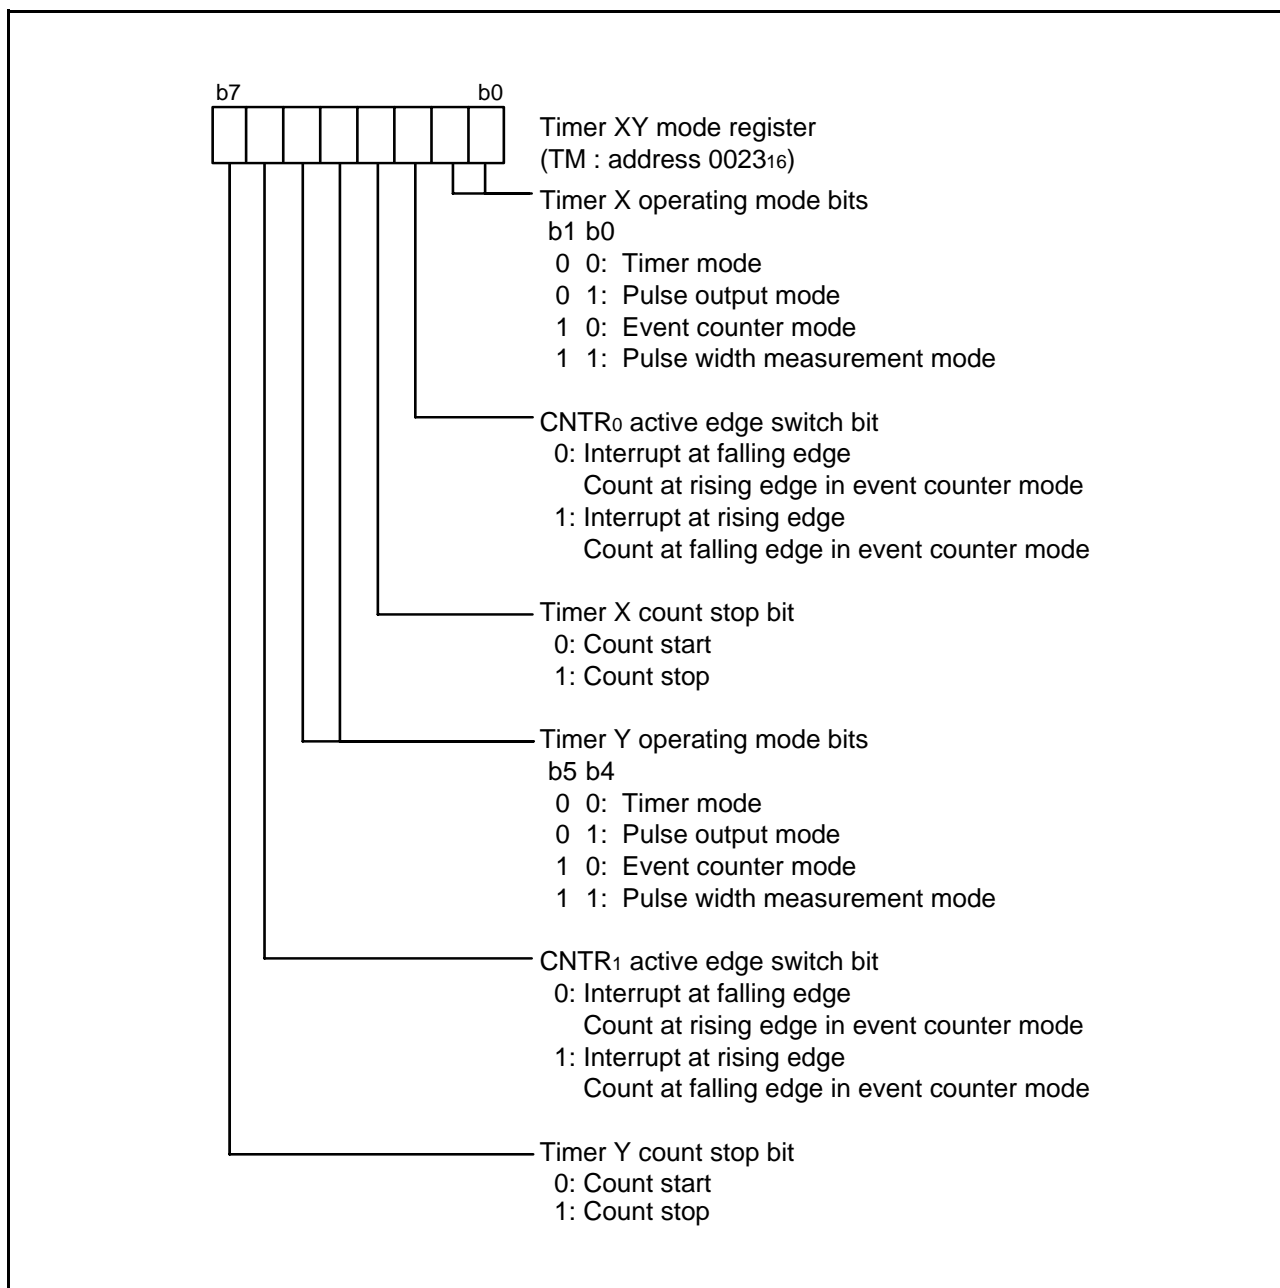 b7 b0
Timer XY mode register
(TM : address 002316)
Timer X operating mode bits
b1 b0
0 0: Timer mode
0 1: Pulse output mode
1 0: Event counter mode
1 1: Pulse width measurement mode
CNTR0 active edge switch bit
0: Interrupt at falling edge
Count at rising edge in event counter mode
1: Interrupt at rising edge
Count at falling edge in event counter mode
Timer X count stop bit
0: Count start
1: Count stop
Timer Y operating mode bits
b5 b4
0 0: Timer mode
0 1: Pulse output mode
1 0: Event counter mode
1 1: Pulse width measurement mode
CNTR1 active edge switch bit
0: Interrupt at falling edge
Count at rising edge in event counter mode
1: Interrupt at rising edge
Count at falling edge in event counter mode
Timer Y count stop bit
0: Count start
1: Count stop